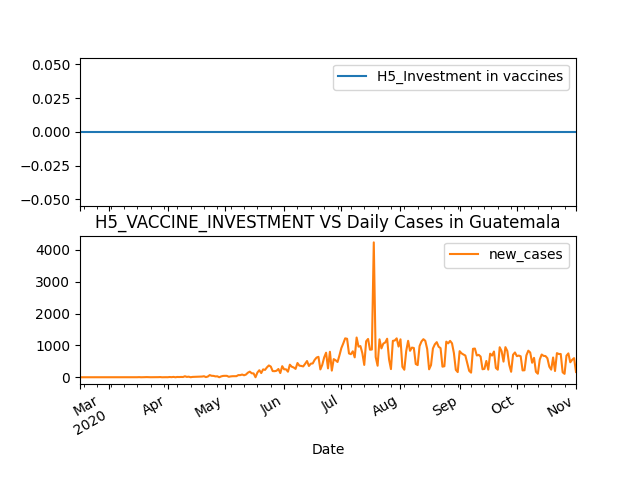 0.050
0.025
0.000
−0.025
−0.050
H5_Investment in vaccines
H5_VACCINE_INVESTMENT VS Daily Cases in Guatemala
4000
3000
2000
1000
0
new_cases
Mar
2020
Apr
May
Jun
Jul
Aug
Sep
Oct
Nov
Date